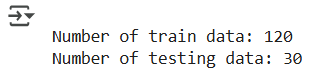 Number of train data: 120
Number of testing data: 30